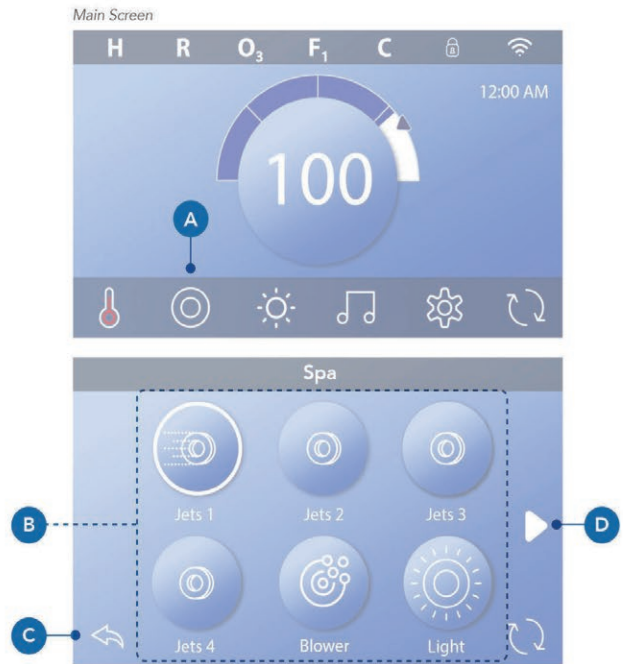 Main Screen
H R O₃ F₁ C
12:00 AM
100
A
Spa
Jets 1 Jets 2 Jets 3
B D
Jets 4 Blower Light
C